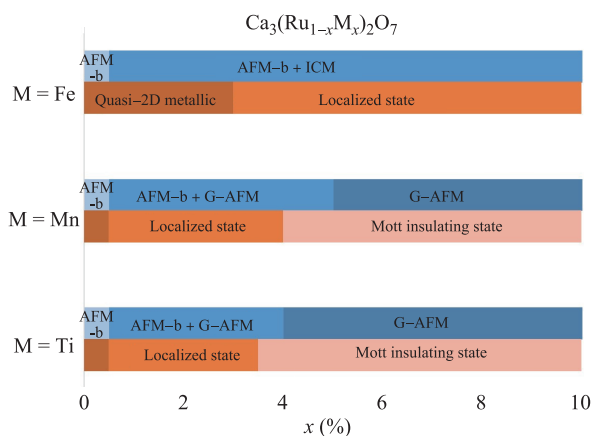 Ca₃(Ru₁₋ₓMₓ)₂O₇
AFM
–b
AFM–b + ICM
M = Fe
Quasi–2D metallic
Localized state
AFM
–b
AFM–b + G–AFM
G–AFM
M = Mn
Localized state
Mott insulating state
AFM
–b
AFM–b + G–AFM
G–AFM
M = Ti
Localized state
Mott insulating state
0 2 4 6 8 10
x (%)